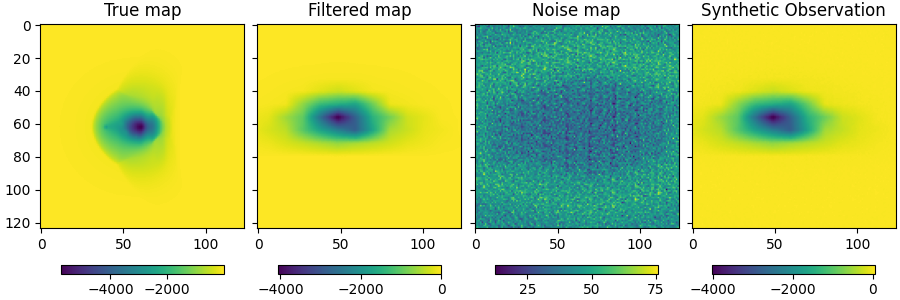 True map
Filtered map
Noise map
Synthetic Observation
0
20
40
60
80
100
120
0 50 100
0 50 100
0 50 100
0 50 100
−4000 −2000
−4000 −2000 0
25 50 75
−4000 −2000 0